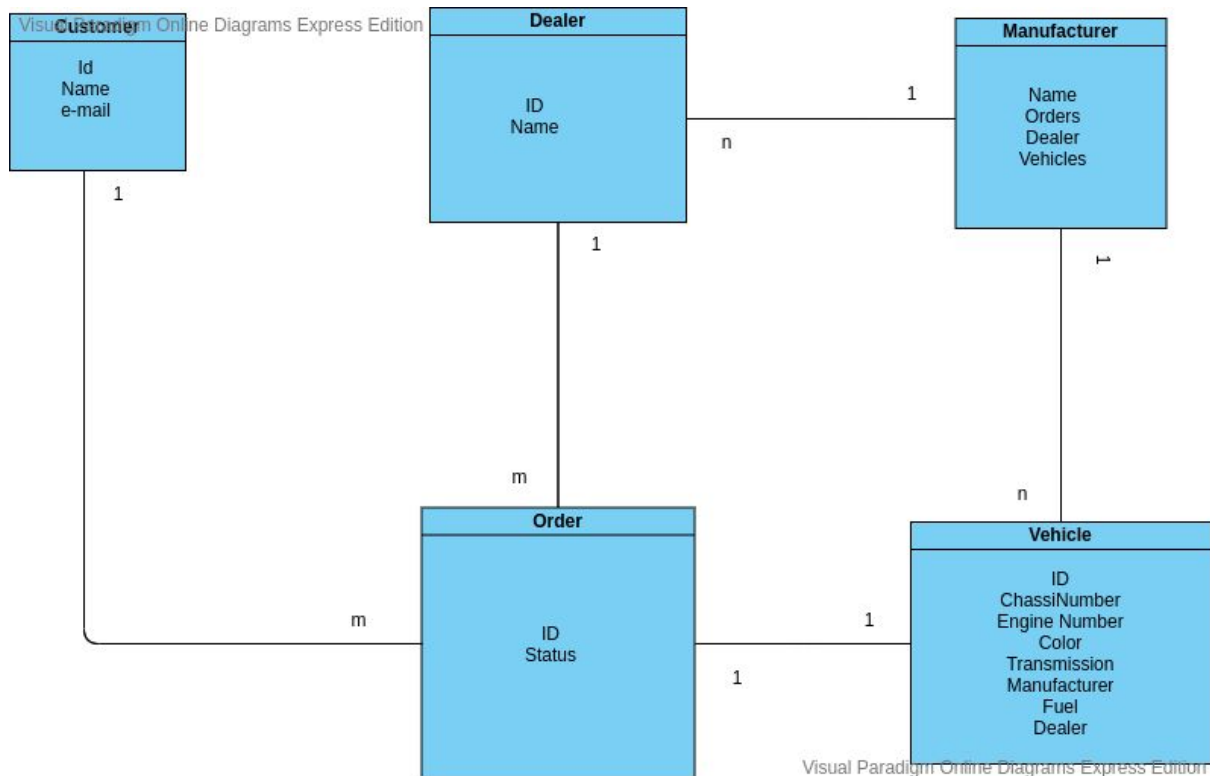 Visual Paradigm Online Diagrams Express Edition
Customer
Id
Name
e-mail
1
Dealer
ID
Name
n
1
1
Manufacturer
Name
Orders
Dealer
Vehicles
1
m
m
n
Order
ID
Status
1
1
Vehicle
ID
ChassiNumber
Engine Number
Color
Transmission
Manufacturer
Fuel
Dealer
Visual Paradigm Online Diagrams Express Edition